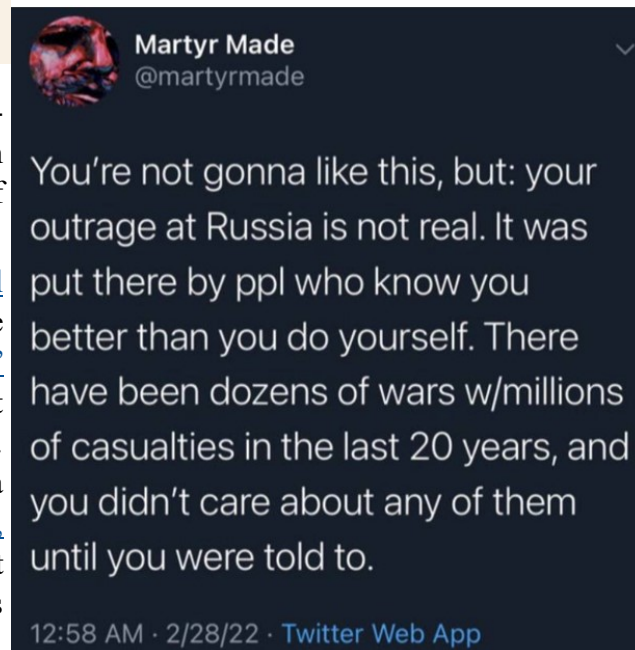 Martyr Made
@martyrmade
You're not gonna like this, but: your
outrage at Russia is not real. It was
put there by ppl who know you
better than you do yourself. There
have been dozens of wars w/millions
of casualties in the last 20 years, and
you didn't care about any of them
until you were told to.
12:58 AM · 2/28/22 · Twitter Web App